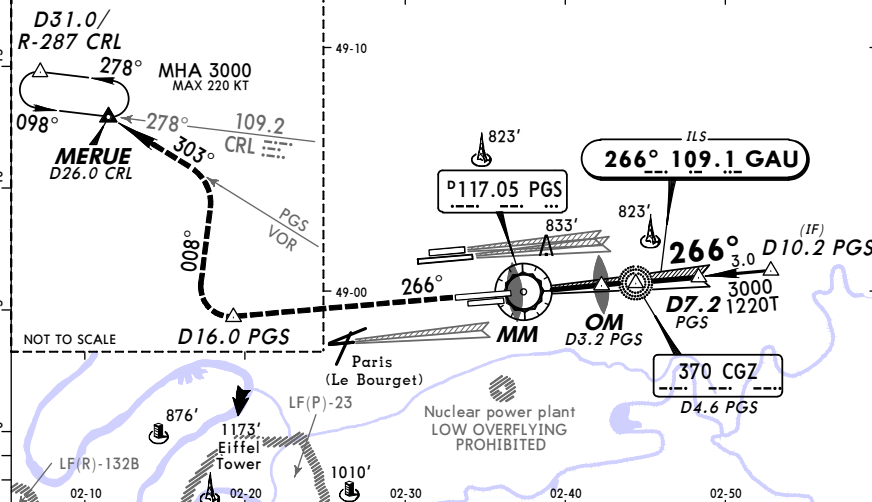 D31.0/
R-287 CRL
278°
MHA 3000
MAX 220 KT
098°
278°
109.2
CRL
MERUE
D26.0 CRL
303°
PGS
VOR
008°
266°
NOT TO SCALE
D16.0 PGS
49-10
49-00
823'
D117.05 PGS
833'
ILS
266° 109.1 GAU
823'
266°
(IF)
D10.2 PGS
3.0
3000
1220T
D7.2
PGS
MM
OM
D3.2 PGS
370 CGZ
D4.6 PGS
Paris
(Le Bourget)
LF(P)-23
Nuclear power plant
LOW OVERFLYING
PROHIBITED
876'
1173'
Eiffel
Tower
1010'
LF(R)-132B
02-10
02-20
02-30
02-40
02-50